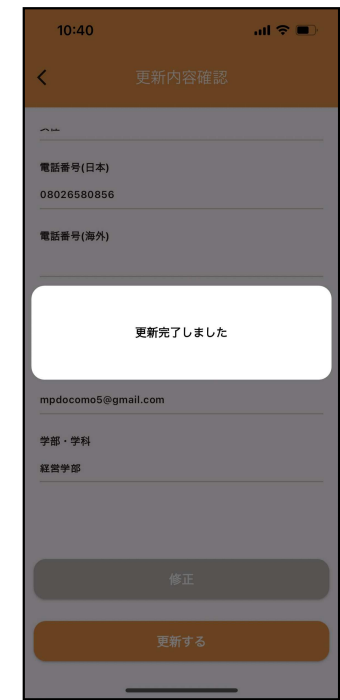 10:40
更新内容確認
電話番号(日本)
08026580856
電話番号(海外)
更新完了しました
mpdocomo5@gmail.com
学部・学科
経営学部
修正
更新する